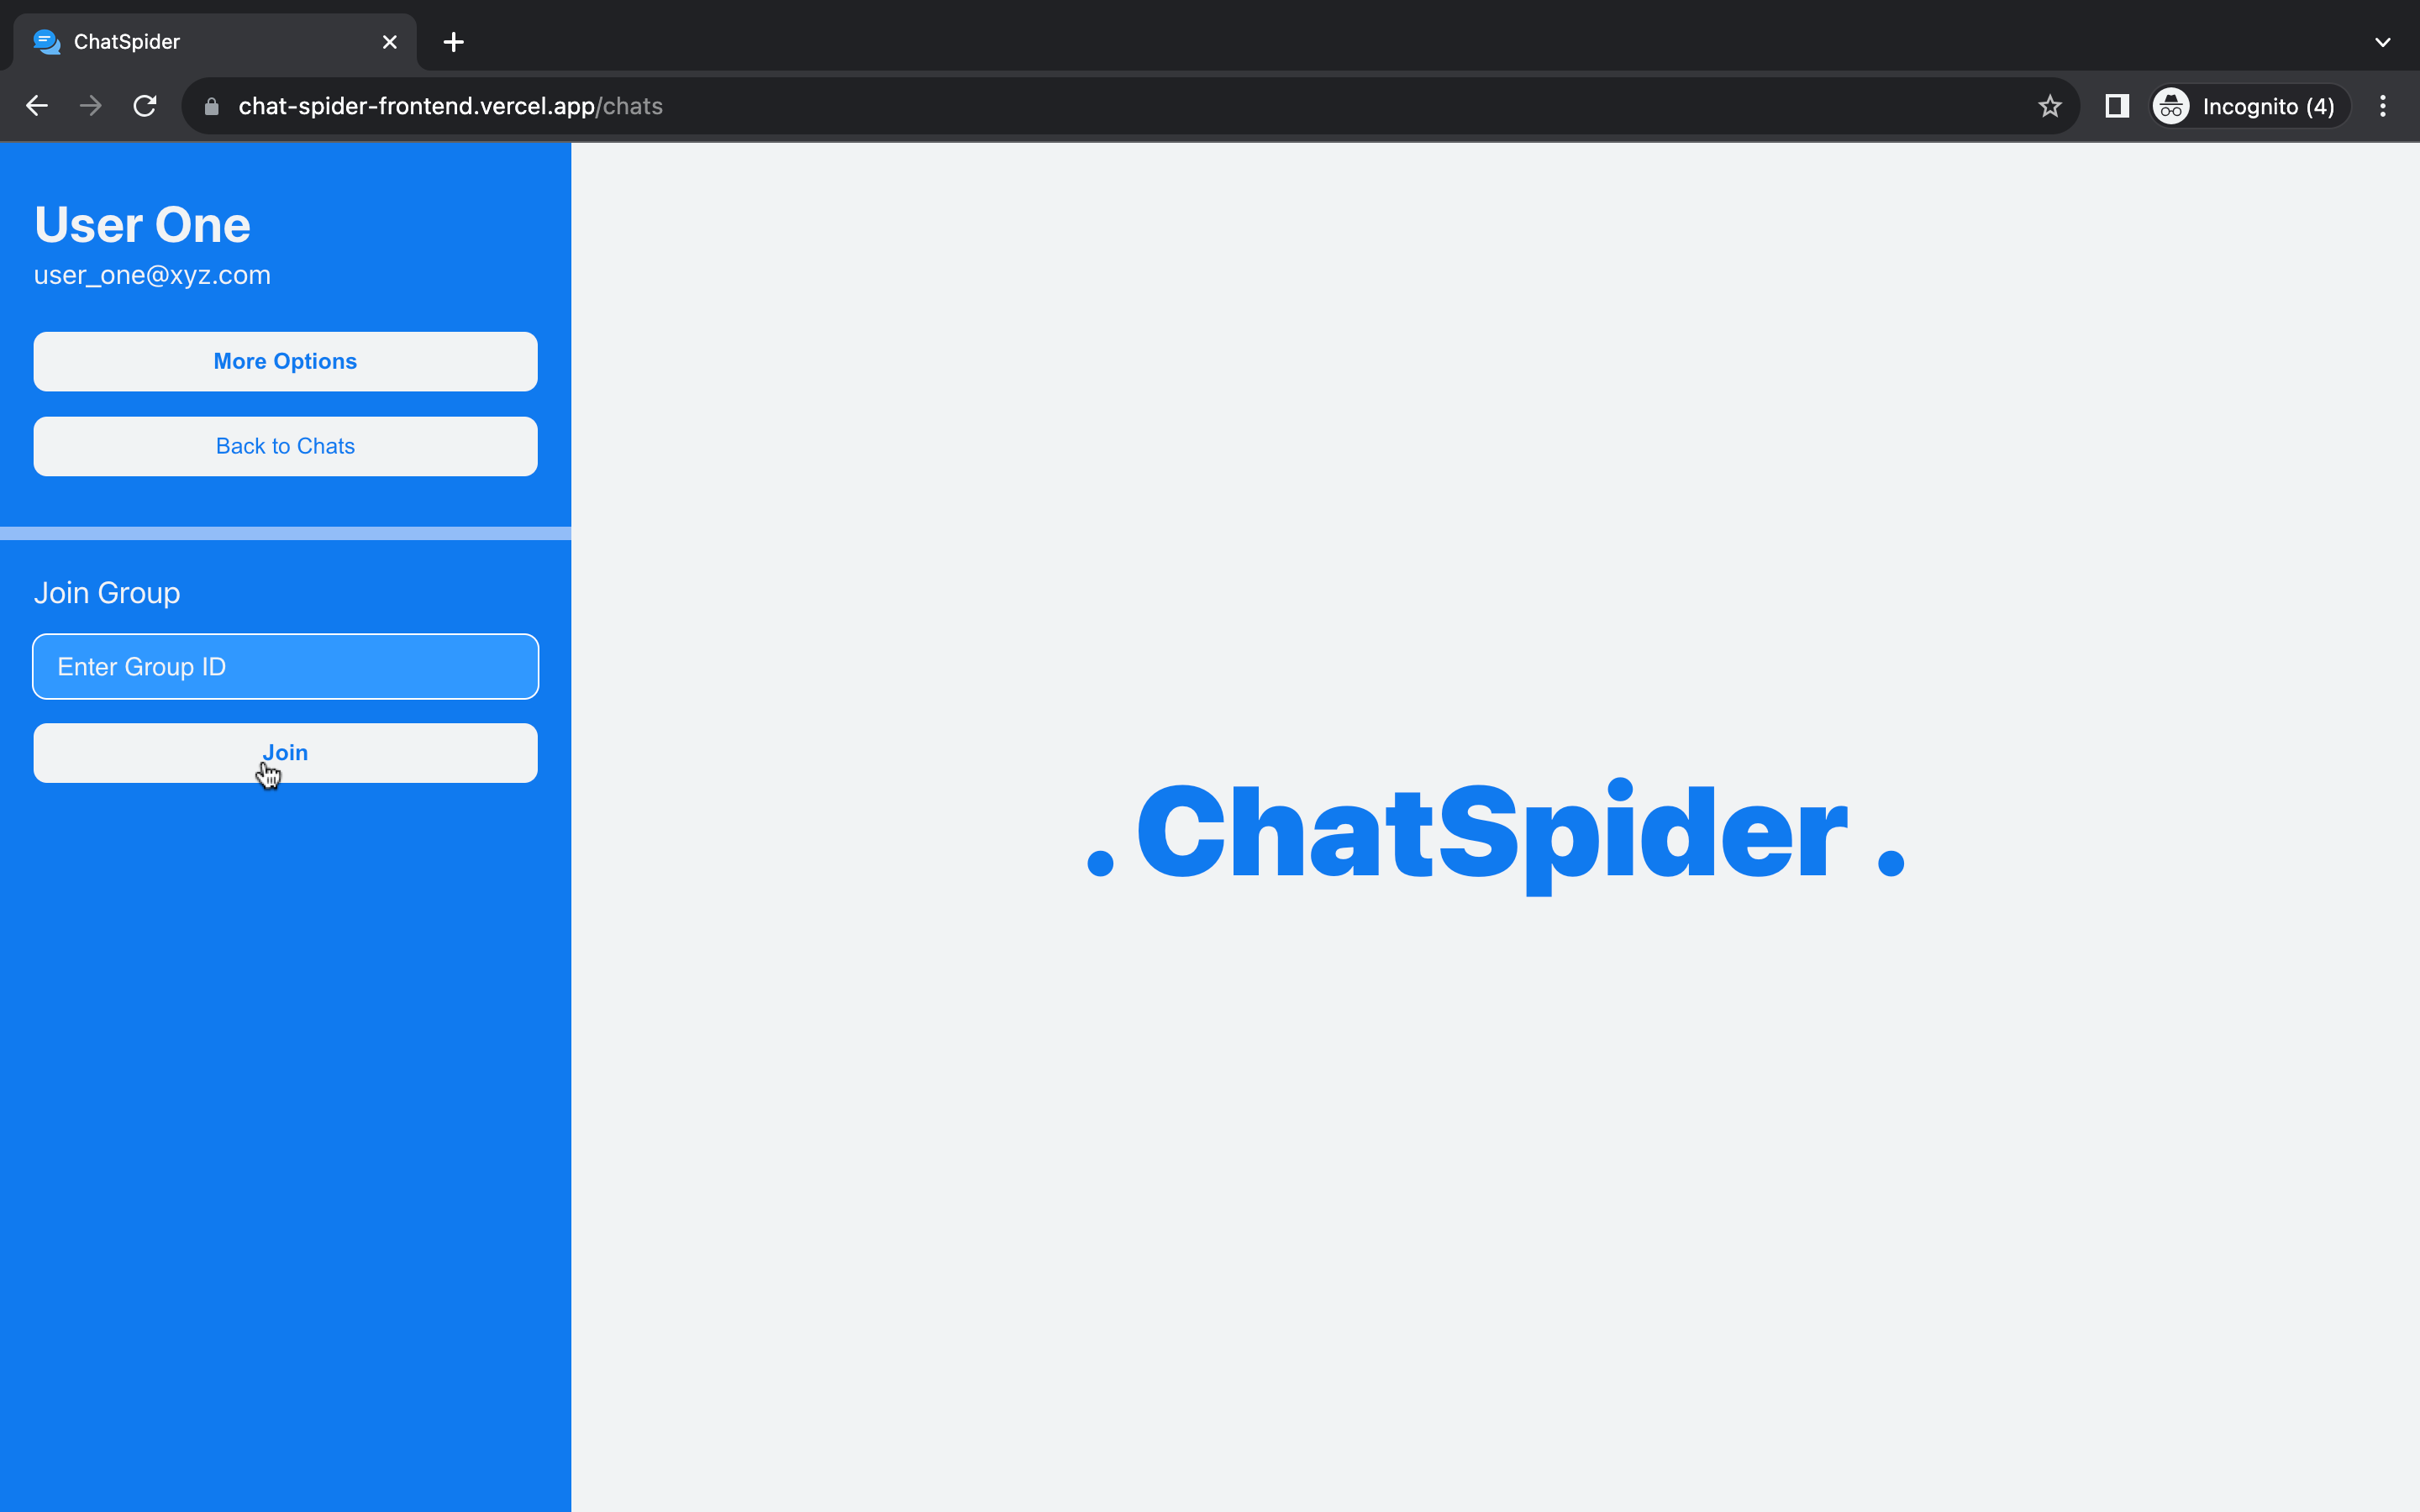 ChatSpider
chat-spider-frontend.vercel.app/chats
Incognito (4)
User One
user_one@xyz.com
More Options
Back to Chats
Join Group
Enter Group ID
Join
.ChatSpider.